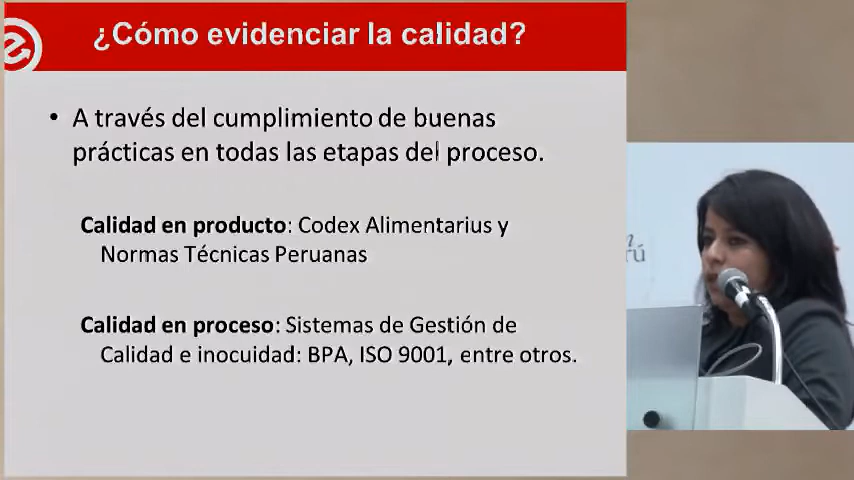 ¿Cómo evidenciar la calidad?
• A través del cumplimiento de buenas
prácticas en todas las etapas del proceso.
Calidad en producto: Codex Alimentarius y
Normas Técnicas Peruanas
Calidad en proceso: Sistemas de Gestión de
Calidad e inocuidad: BPA, ISO 9001, entre otros.